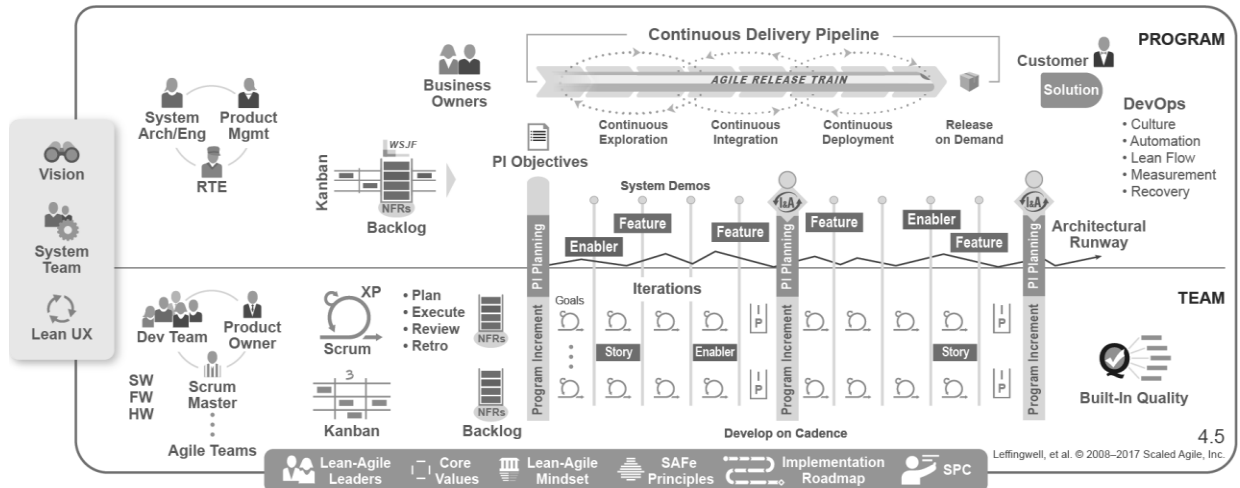 Continuous Delivery Pipeline
PROGRAM
AGILE RELEASE TRAIN
Continuous
Exploration
Continuous
Integration
Continuous
Deployment
Release
on Demand
Business
Owners
Customer
Solution
DevOps
• Culture
• Automation
• Lean Flow
• Measurement
• Recovery
System
Arch/Eng
Product
Mgmt
RTE
Vision
System
Team
Lean UX
Kanban
WSJF
NFRs
Backlog
PI Objectives
System Demos
Enabler
Feature
Feature
I&A
Feature
Enabler
Feature
I&A
Architectural
Runway
PI Planning
PI Planning
PI Planning
TEAM
Dev Team
Product
Owner
Scrum
Master
SW
FW
HW
Agile Teams
XP
Scrum
• Plan
• Execute
• Review
• Retro
3
Kanban
NFRs
NFRs
Backlog
Program Increment
Goals
Iterations
Story
Enabler
I
P
I
P
Program Increment
Story
I
P
I
P
Program Increment
Develop on Cadence
Built-In Quality
4.5
Leffingwell, et al. © 2008–2017 Scaled Agile, Inc.
Lean-Agile
Leaders
Core
Values
Lean-Agile
Mindset
SAFe
Principles
Implementation
Roadmap
SPC